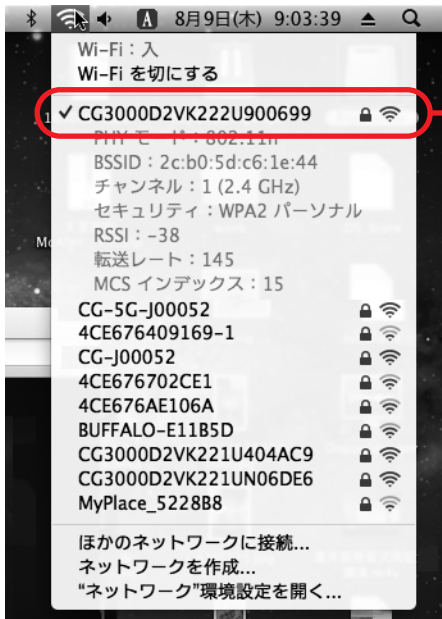 8月9日(木) 9:03:39
Wi-Fi：入
Wi-Fi を切にする
✓ CG3000D2VK222U900699
PHY モード：802.11n
BSSID：2c:b0:5d:c6:1e:44
チャンネル：1 (2.4 GHz)
セキュリティ：WPA2 パーソナル
RSSI：-38
転送レート：145
MCS インデックス：15
CG-5G-J00052
4CE676409169-1
CG-J00052
4CE676702CE1
4CE676AE106A
BUFFALO-E11B5D
CG3000D2VK221U404AC9
CG3000D2VK221UN06DE6
MyPlace_5228B8
ほかのネットワークに接続...
ネットワークを作成...
“ネットワーク”環境設定を開く...